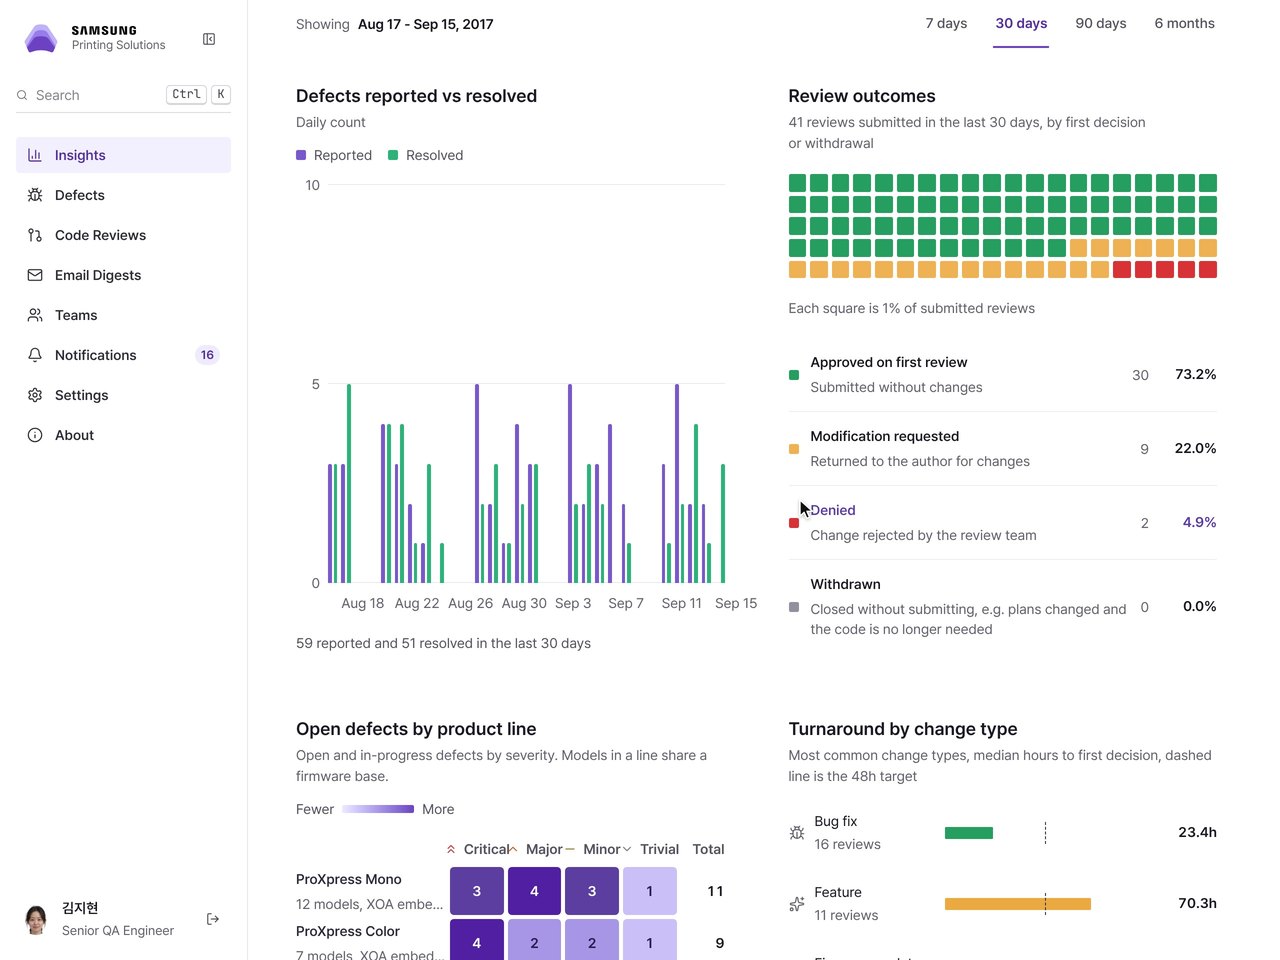 SAMSUNG
Printing Solutions
Search Ctrl K
Insights
Defects
Code Reviews
Email Digests
Teams
Notifications 16
Settings
About
김지현
Senior QA Engineer
Showing Aug 17 - Sep 15, 2017
7 days 30 days 90 days 6 months
Defects reported vs resolved
Daily count
Reported Resolved
10
5
0
Aug 18 Aug 22 Aug 26 Aug 30 Sep 3 Sep 7 Sep 11 Sep 15
59 reported and 51 resolved in the last 30 days
Review outcomes
41 reviews submitted in the last 30 days, by first decision
or withdrawal
Each square is 1% of submitted reviews
Approved on first review
Submitted without changes
30 73.2%
Modification requested
Returned to the author for changes
9 22.0%
Denied
Change rejected by the review team
2 4.9%
Withdrawn
Closed without submitting, e.g. plans changed and
the code is no longer needed
0 0.0%
Open defects by product line
Open and in-progress defects by severity. Models in a line share a
firmware base.
Fewer More
Critical Major Minor Trivial Total
ProXpress Mono
12 models, XOA embe...
3 4 3 1 11
ProXpress Color
7 models, XOA embed...
4 2 2 1 9
Turnaround by change type
Most common change types, median hours to first decision, dashed
line is the 48h target
Bug fix
16 reviews
23.4h
Feature
11 reviews
70.3h